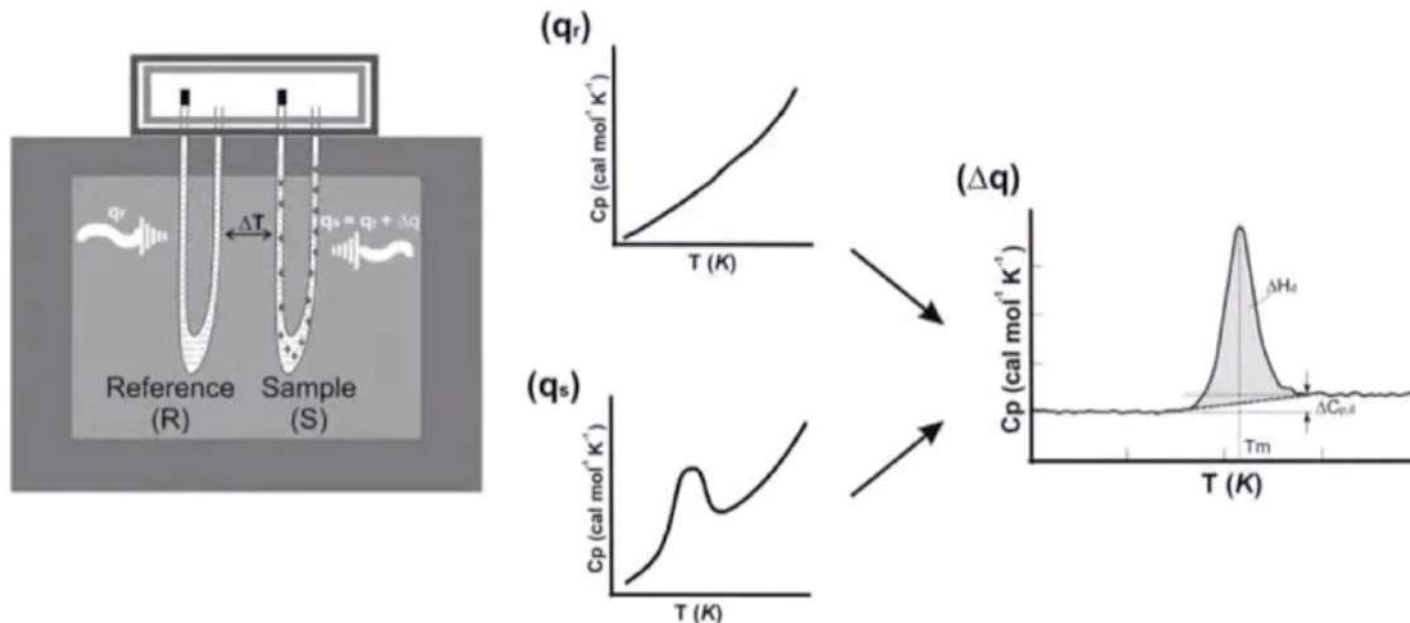 qr
ΔT
qs = qr + Δq
Reference
(R)
Sample
(S)
(qr)
Cp (cal mol⁻¹ K⁻¹)
T (K)
(qs)
Cp (cal mol⁻¹ K⁻¹)
T (K)
(Δq)
Cp (cal mol⁻¹ K⁻¹)
ΔHd
ΔCp,d
Tm
T (K)